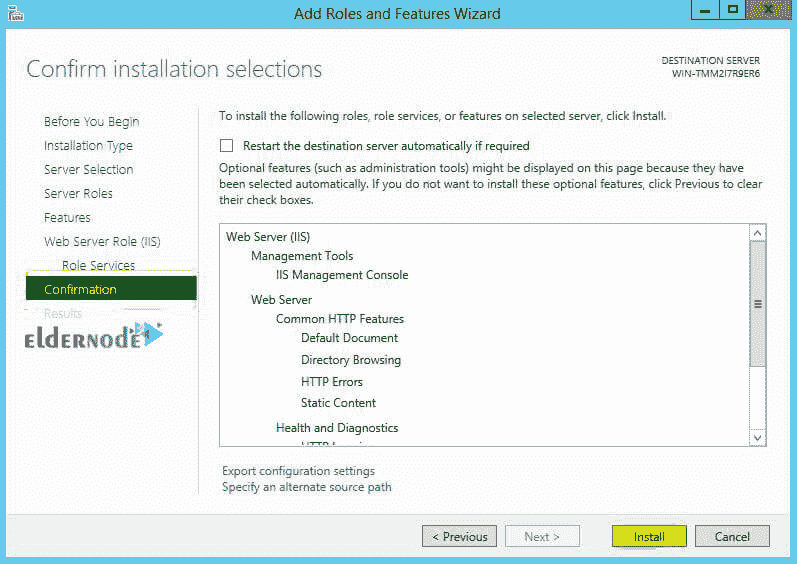 Add Roles and Features Wizard
Confirm installation selections
DESTINATION SERVER
WIN-TMM2I7R9ER6
Before You Begin
Installation Type
Server Selection
Server Roles
Features
Web Server Role (IIS)
Role Services
Confirmation
Results
ELDERNODE
To install the following roles, role services, or features on selected server, click Install.
Restart the destination server automatically if required
Optional features (such as administration tools) might be displayed on this page because they have
been selected automatically. If you do not want to install these optional features, click Previous to clear
their check boxes.
Web Server (IIS)
Management Tools
IIS Management Console
Web Server
Common HTTP Features
Default Document
Directory Browsing
HTTP Errors
Static Content
Health and Diagnostics
Export configuration settings
Specify an alternate source path
< Previous
Next >
Install
Cancel